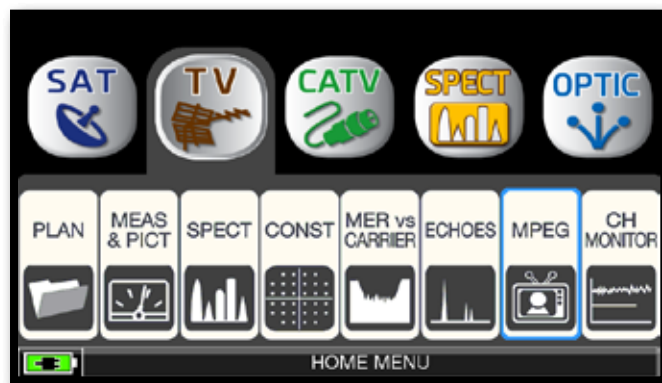 SAT TV CATV SPECT OPTIC
PLAN MEAS & PICT SPECT CONST MER vs CARRIER ECHOES MPEG CH MONITOR
HOME MENU